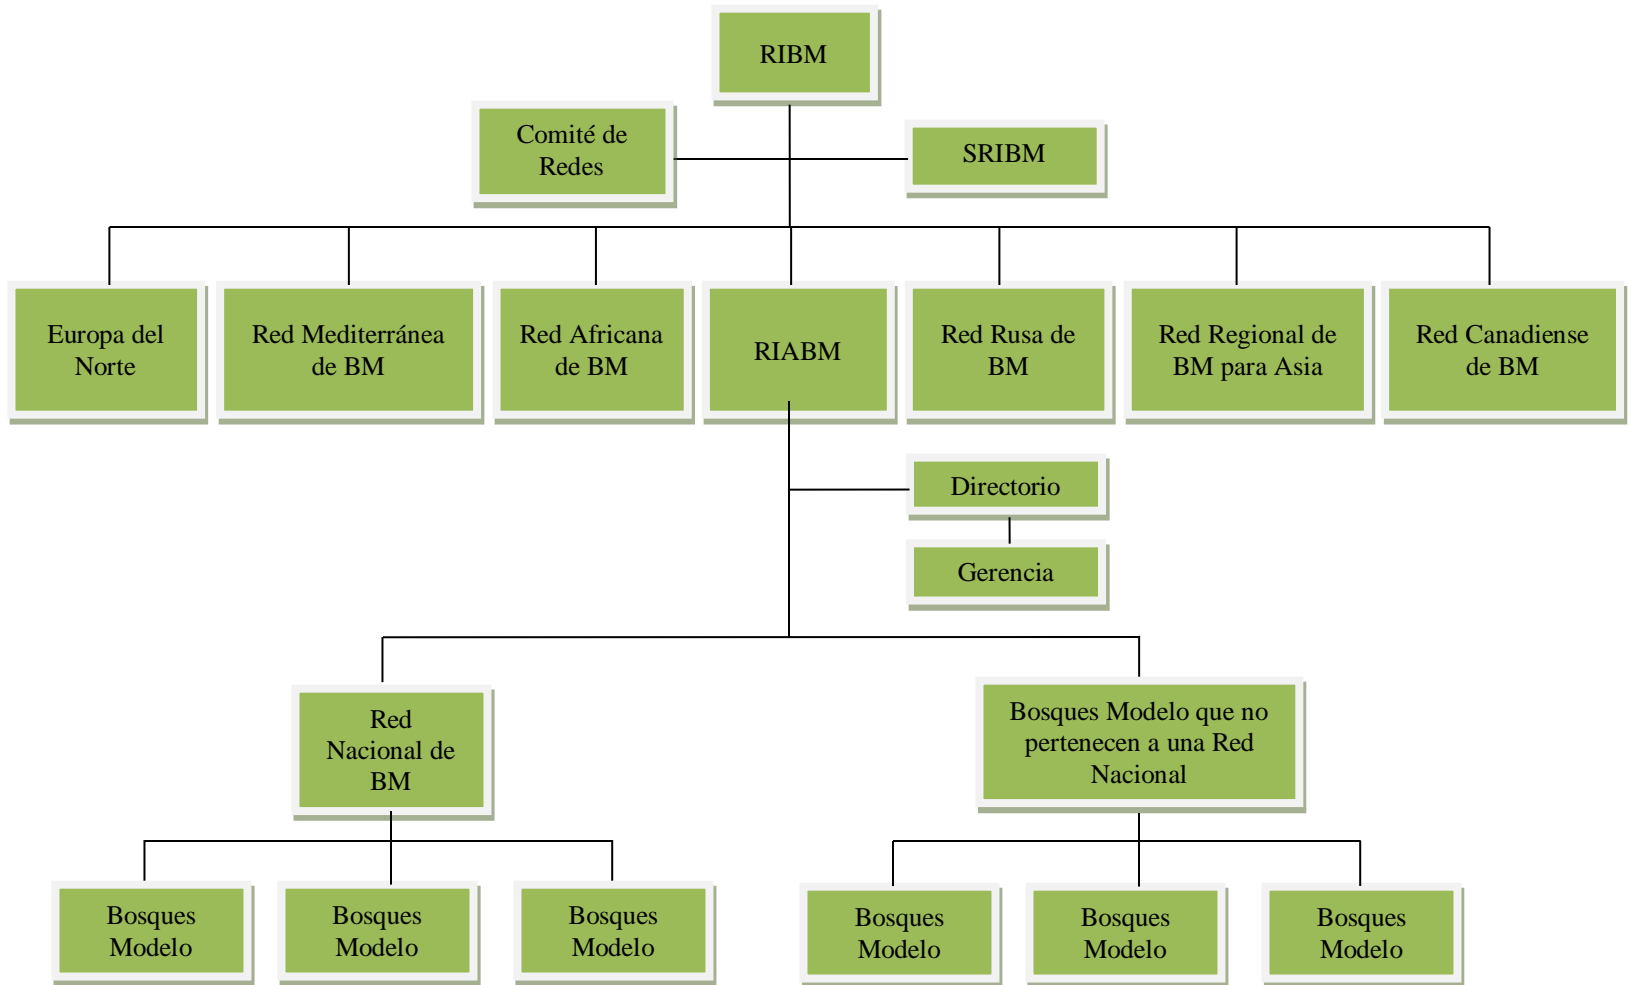 RIBM
Comité de
Redes
SRIBM
Europa del
Norte
Red Mediterránea
de BM
Red Africana
de BM
RIABM
Red Rusa de
BM
Red Regional de
BM para Asia
Red Canadiense
de BM
Directorio
Gerencia
Red
Nacional de
BM
Bosques Modelo que no
pertenecen a una Red
Nacional
Bosques
Modelo
Bosques
Modelo
Bosques
Modelo
Bosques
Modelo
Bosques
Modelo
Bosques
Modelo